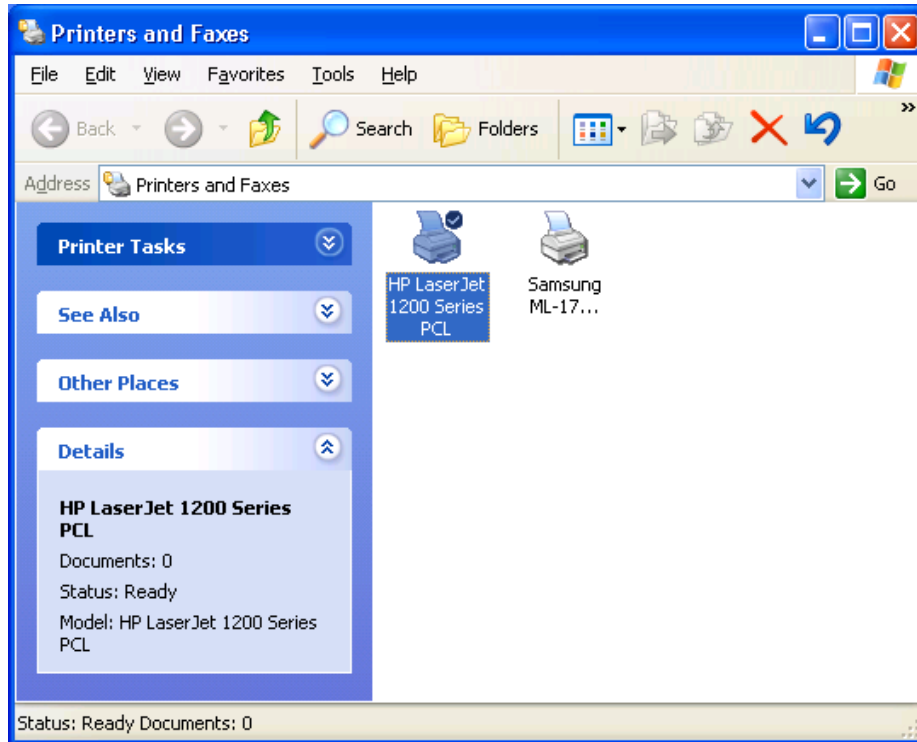 Printers and Faxes
File Edit View Favorites Tools Help
Back Search Folders »
Address Printers and Faxes Go
Printer Tasks
See Also
Other Places
Details
HP LaserJet 1200 Series
PCL
Documents: 0
Status: Ready
Model: HP LaserJet 1200 Series
PCL
HP LaserJet
1200 Series
PCL
Samsung
ML-17...
Status: Ready Documents: 0